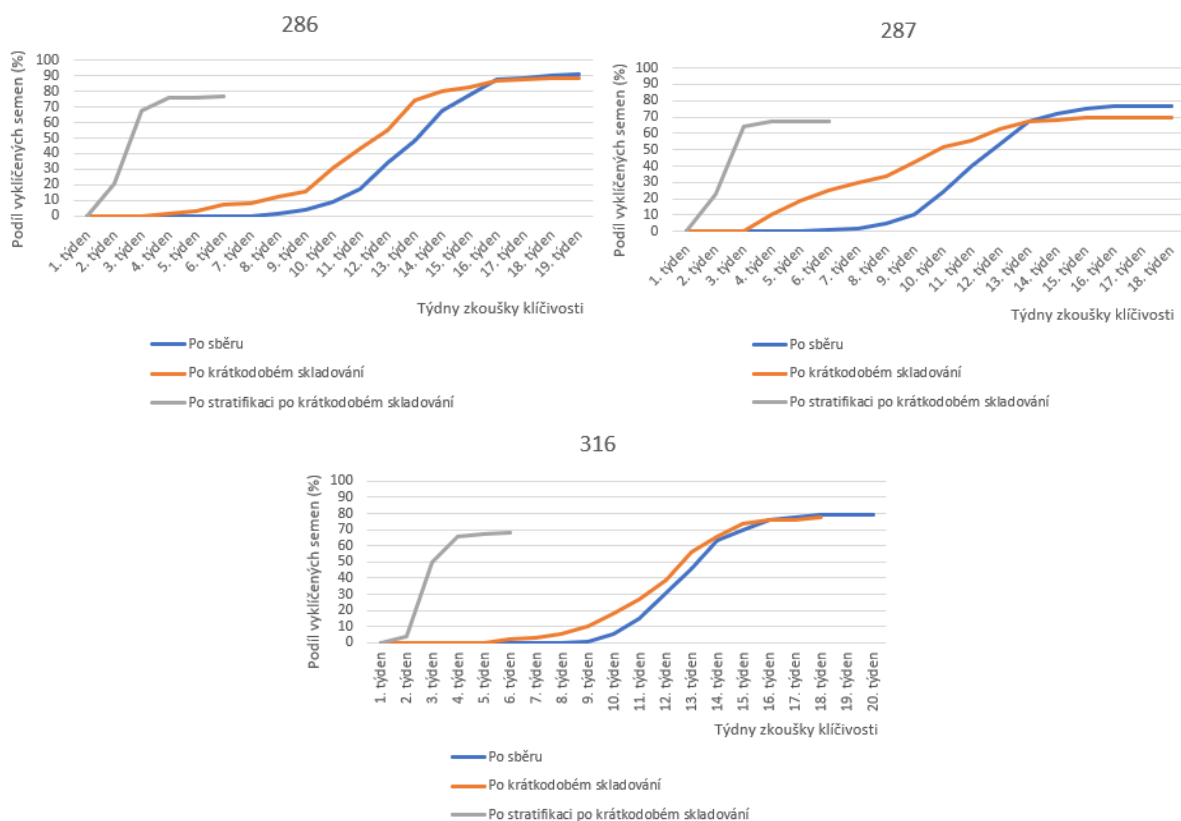 286
Podíl vyklíčených semen (%)
100
90
80
70
60
50
40
30
20
10
0
1. týden
2. týden
3. týden
4. týden
5. týden
6. týden
7. týden
8. týden
9. týden
10. týden
11. týden
12. týden
13. týden
14. týden
15. týden
16. týden
17. týden
18. týden
19. týden
Týdny zkoušky klíčivosti
Po sběru
Po krátkodobém skladování
Po stratifikaci po krátkodobém skladování
287
Podíl vyklíčených semen (%)
100
90
80
70
60
50
40
30
20
10
0
1. týden
2. týden
3. týden
4. týden
5. týden
6. týden
7. týden
8. týden
9. týden
10. týden
11. týden
12. týden
13. týden
14. týden
15. týden
16. týden
17. týden
18. týden
Týdny zkoušky klíčivosti
Po sběru
Po krátkodobém skladování
Po stratifikaci po krátkodobém skladování
316
Podíl vyklíčených semen (%)
100
90
80
70
60
50
40
30
20
10
0
1. týden
2. týden
3. týden
4. týden
5. týden
6. týden
7. týden
8. týden
9. týden
10. týden
11. týden
12. týden
13. týden
14. týden
15. týden
16. týden
17. týden
18. týden
19. týden
20. týden
Týdny zkoušky klíčivosti
Po sběru
Po krátkodobém skladování
Po stratifikaci po krátkodobém skladování